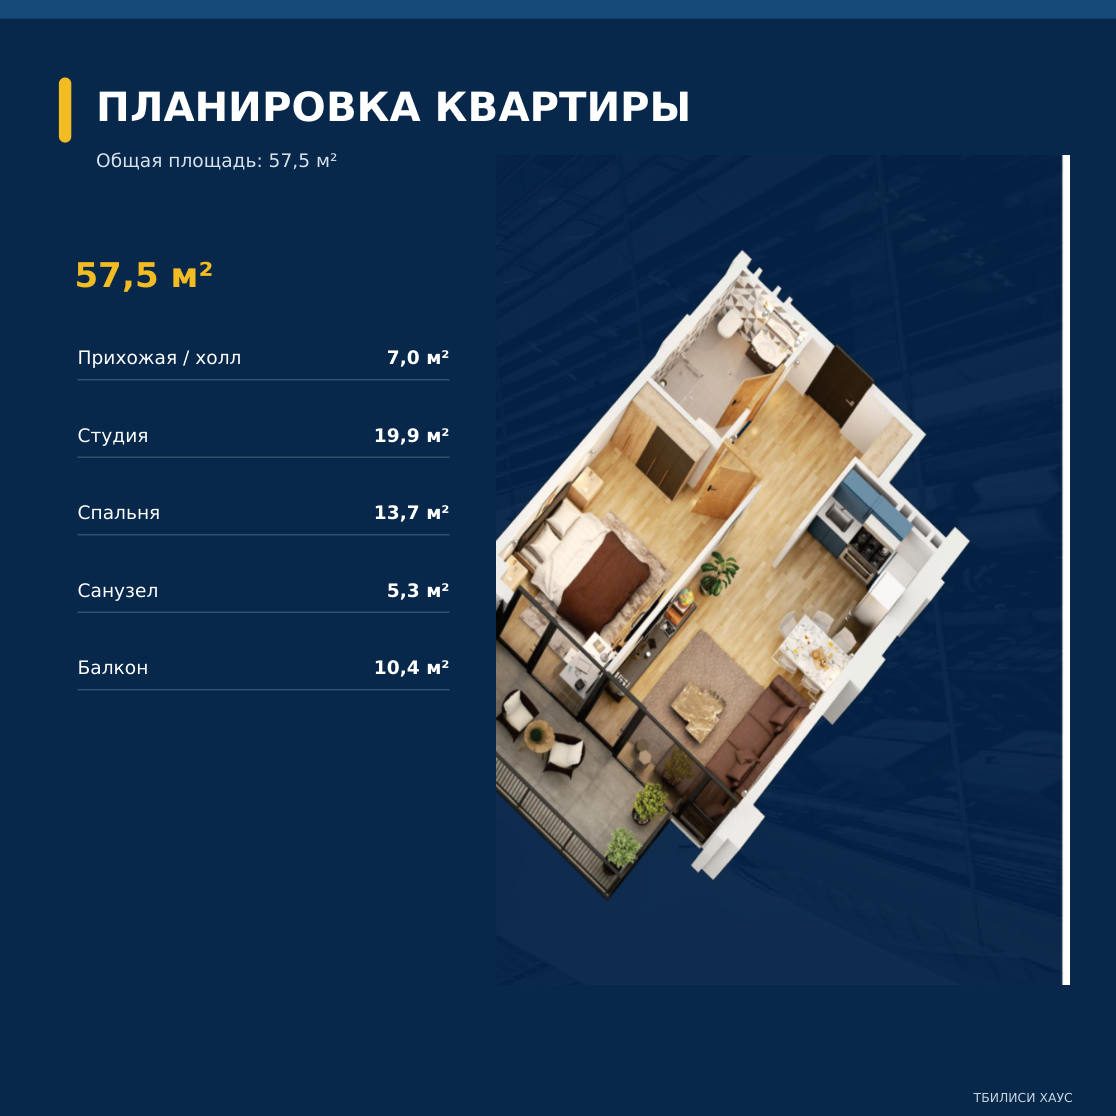 ПЛАНИРОВКА КВАРТИРЫ
Общая площадь: 57,5 м²
57,5 м²
Прихожая / холл 7,0 м²
Студия 19,9 м²
Спальня 13,7 м²
Санузел 5,3 м²
Балкон 10,4 м²
ТБИЛИСИ ХАУС